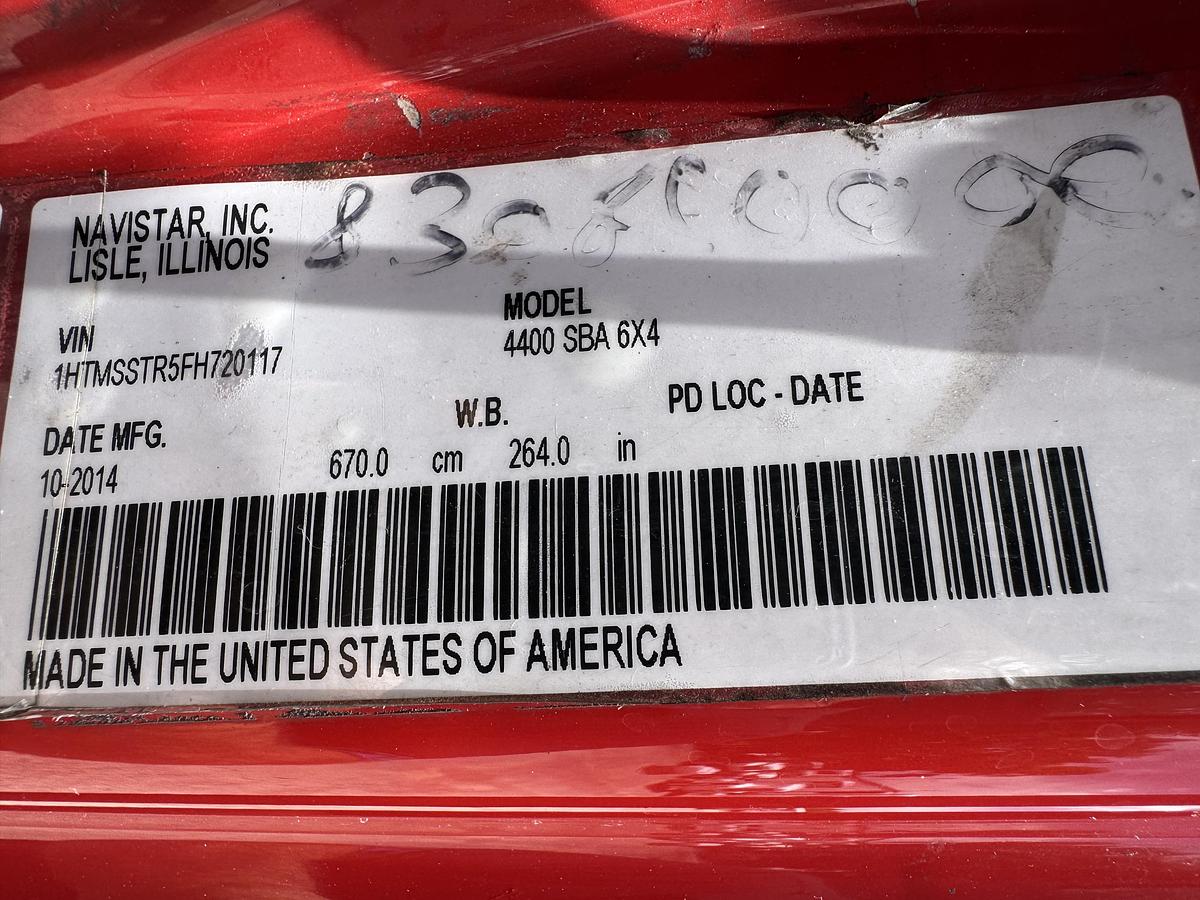 NAVISTAR, INC.
LISLE, ILLINOIS
VIN
1HTMSSTR5FH720117
MODEL
4400 SBA 6X4
DATE MFG.
10-2014
W.B.
670.0 cm 264.0 in
PD LOC - DATE
MADE IN THE UNITED STATES OF AMERICA